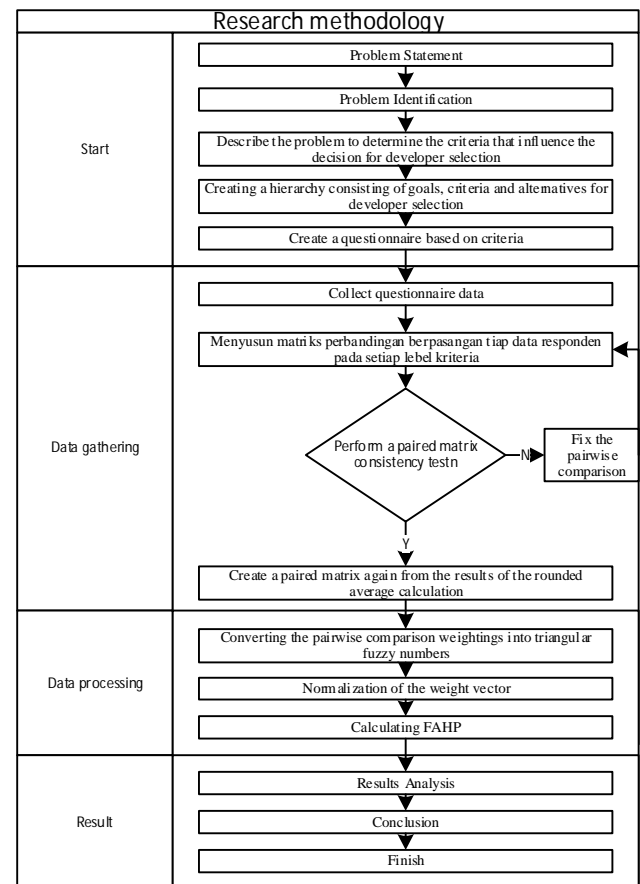 Research methodology
Start
Problem Statement
Problem Identification
Describe the problem to determine the criteria that influence the
decision for developer selection
Creating a hierarchy consisting of goals, criteria and alternatives for
developer selection
Create a questionnaire based on criteria
Data gathering
Collect questionnaire data
Menyusun matriks perbandingan berpasangan tiap data responden
pada setiap lebel kriteria
Perform a paired matrix
consistency testn
N
Fix the
pairwise
comparison
Y
Create a paired matrix again from the results of the rounded
average calculation
Data processing
Converting the pairwise comparison weightings into triangular
fuzzy numbers
Normalization of the weight vector
Calculating FAHP
Result
Results Analysis
Conclusion
Finish